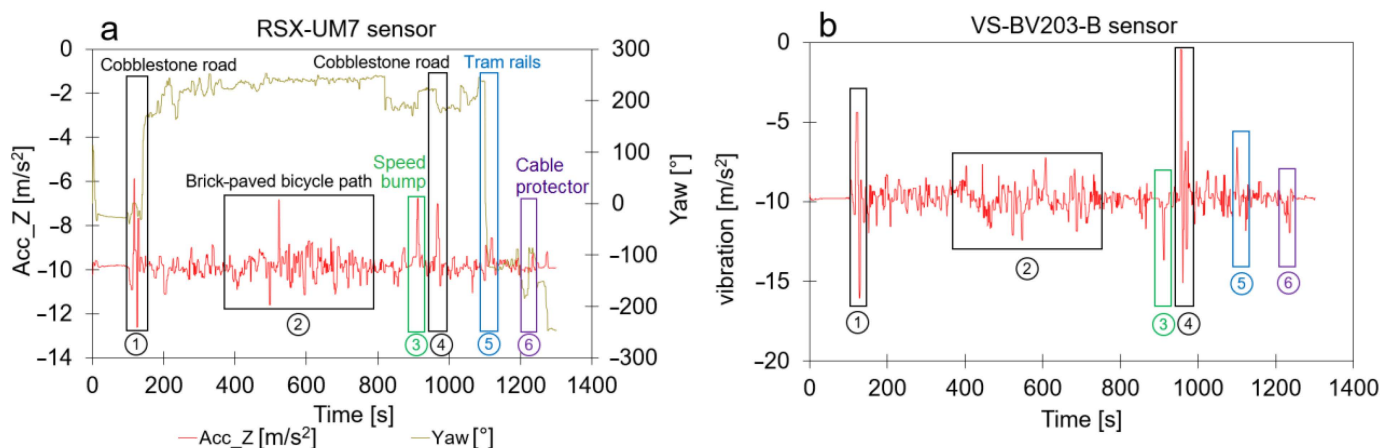 a RSX-UM7 sensor
0 300
Cobblestone road Cobblestone road Tram rails
−2 200
−4 100
Speed bump
Cable protector
−6 0
Brick-paved bicycle path
−8 −100
−10 −200
−12 −300
−14
Acc_Z [m/s²]
Yaw [°]
① ② ③ ④ ⑤ ⑥
0 200 400 600 800 1000 1200 1400
Time [s]
Acc_Z [m/s²] Yaw [°]
b VS-BV203-B sensor
0
−5
−10
−15
−20
vibration [m/s²]
① ② ③ ④ ⑤ ⑥
0 200 400 600 800 1000 1200 1400
Time [s]